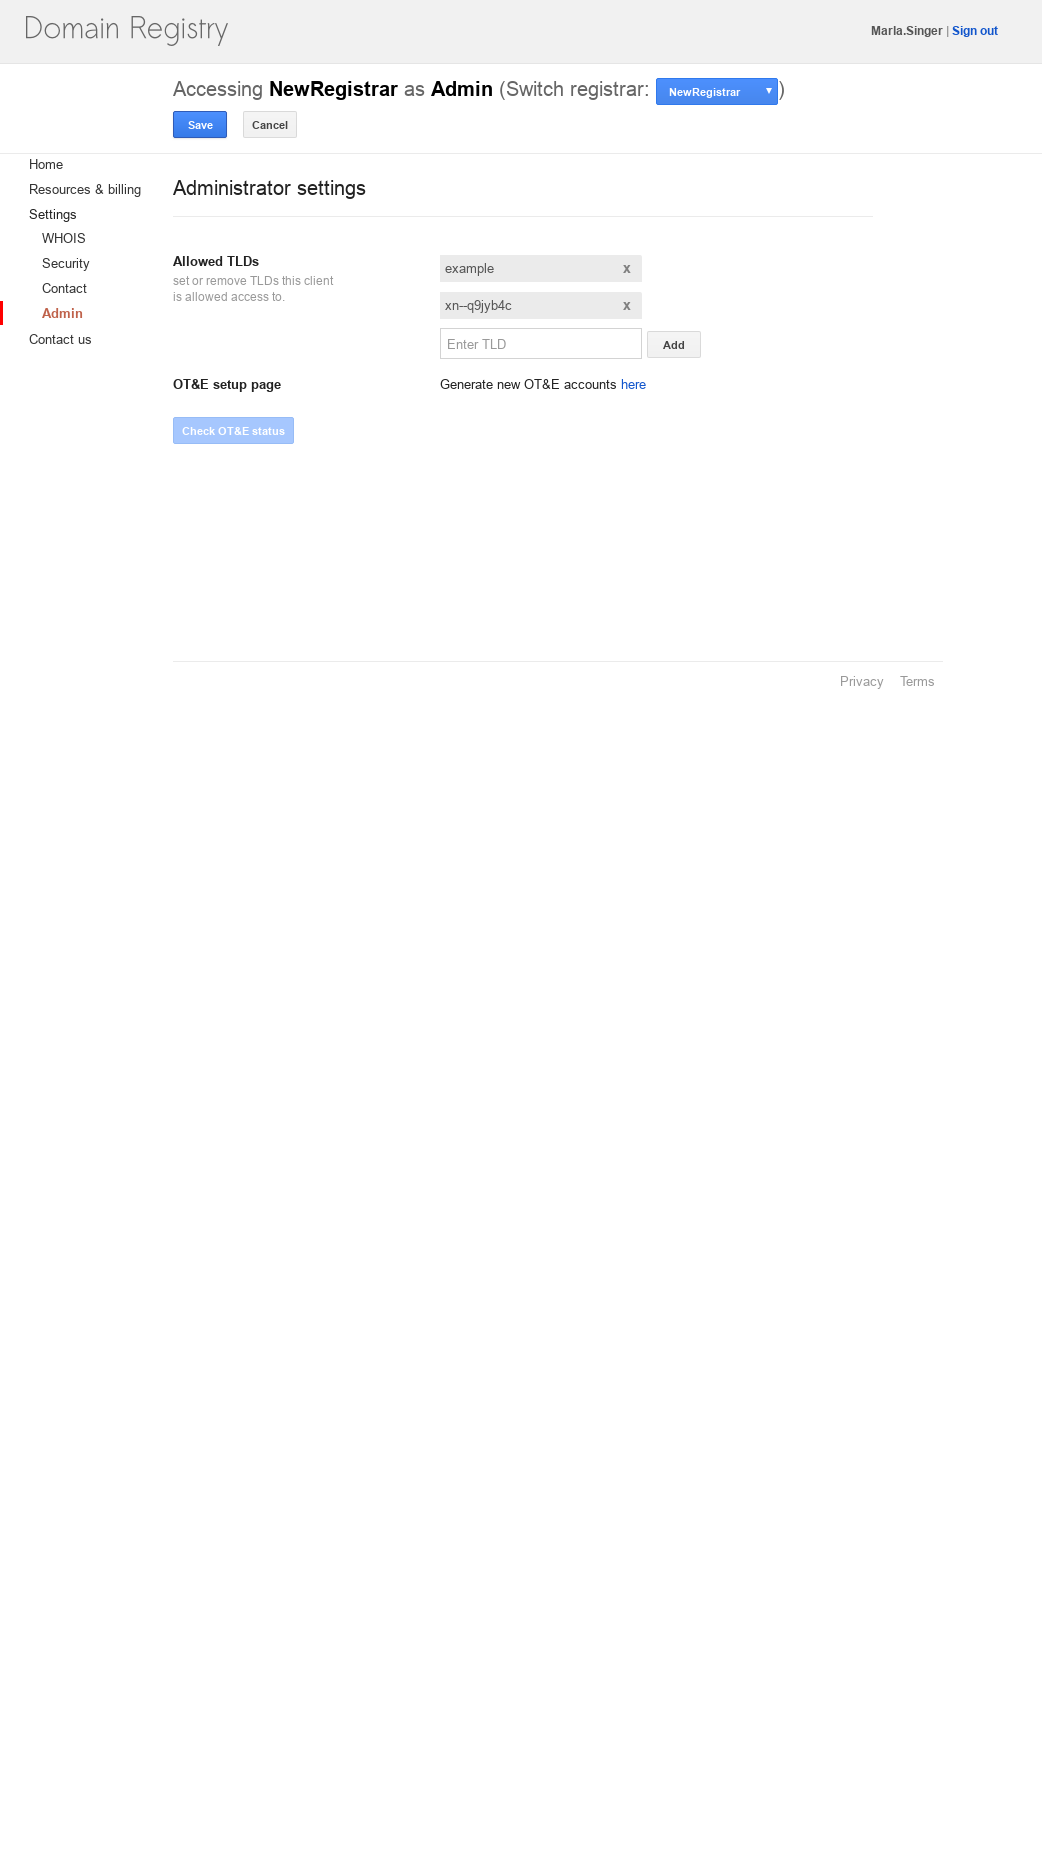 Domain Registry
Marla.Singer | Sign out
Accessing NewRegistrar as Admin (Switch registrar: NewRegistrar ▼)
Save Cancel
Home
Resources & billing
Settings
WHOIS
Security
Contact
Admin
Contact us
Administrator settings
Allowed TLDs
set or remove TLDs this client
is allowed access to.
example x
xn--q9jyb4c x
Enter TLD Add
OT&E setup page
Generate new OT&E accounts here
Check OT&E status
Privacy Terms